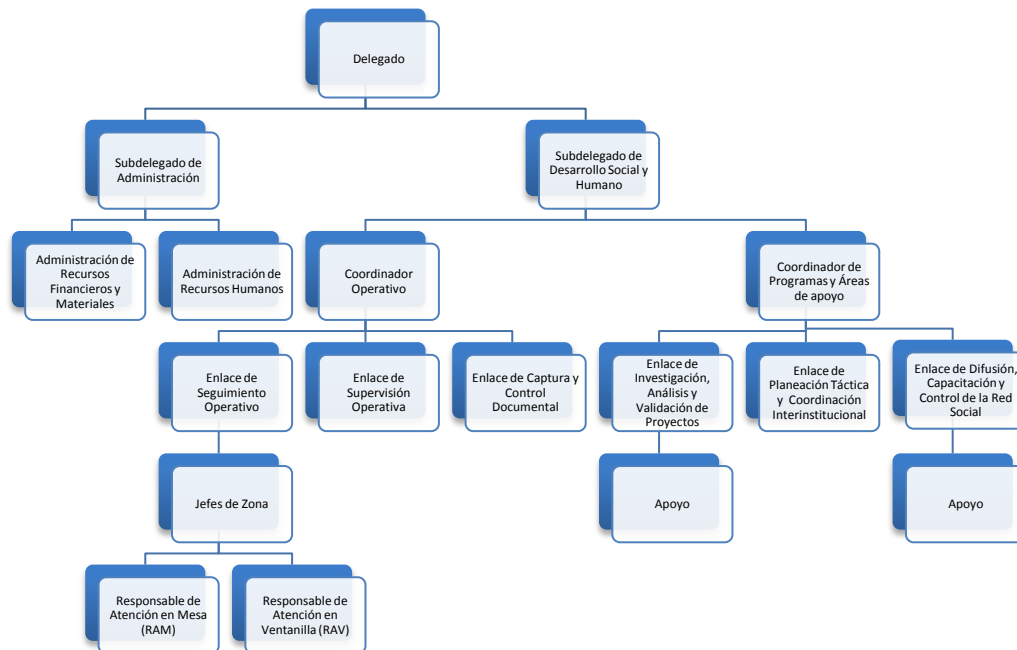 Delegado
Subdelegado de
Administración
Subdelegado de
Desarrollo Social y
Humano
Administración de
Recursos
Financieros y
Materiales
Administración de
Recursos Humanos
Coordinador
Operativo
Coordinador de
Programas y Áreas
de apoyo
Enlace de
Seguimiento
Operativo
Enlace de
Supervisión
Operativa
Enlace de Captura y
Control
Documental
Enlace de
Investigación,
Análisis y
Validación de
Proyectos
Enlace de
Planeación Táctica
y Coordinación
Interinstitucional
Enlace de Difusión,
Capacitación y
Control de la Red
Social
Jefes de Zona
Apoyo
Apoyo
Responsable de
Atención en Mesa
(RAM)
Responsable de
Atención en
Ventanilla (RAV)